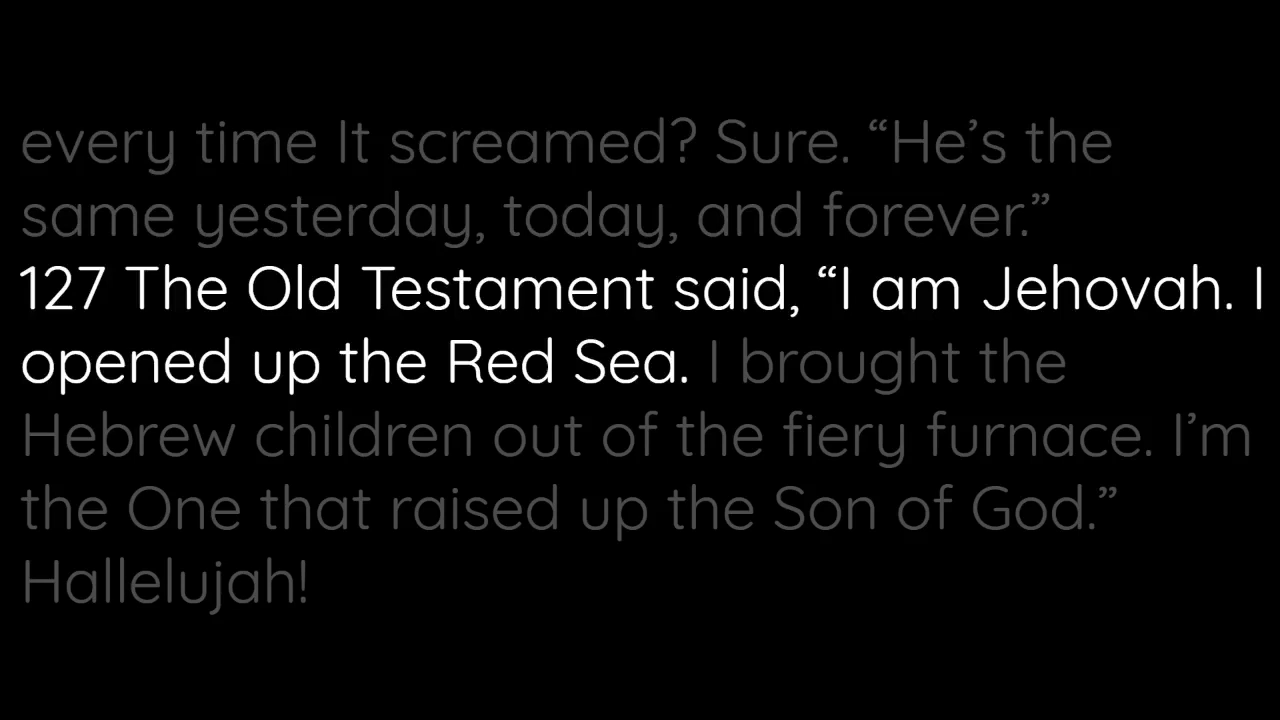 every time It screamed? Sure. “He’s the
same yesterday, today, and forever.”
127 The Old Testament said, “I am Jehovah. I
opened up the Red Sea. I brought the
Hebrew children out of the fiery furnace. I’m
the One that raised up the Son of God.”
Hallelujah!